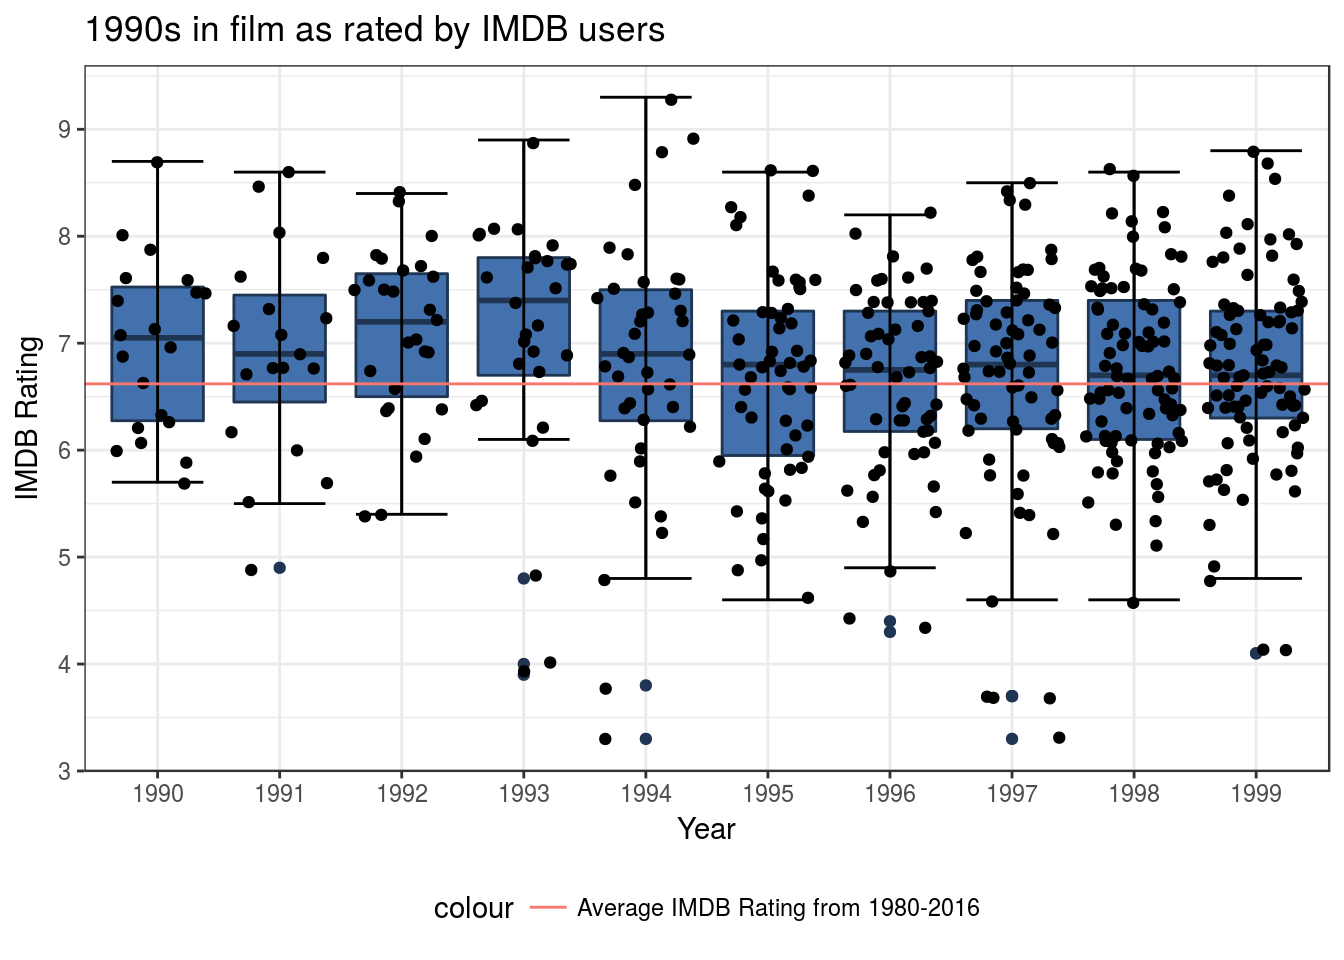 1990s in film as rated by IMDB users
IMDB Rating
9
8
7
6
5
4
3
1990 1991 1992 1993 1994 1995 1996 1997 1998 1999
Year
colour Average IMDB Rating from 1980-2016